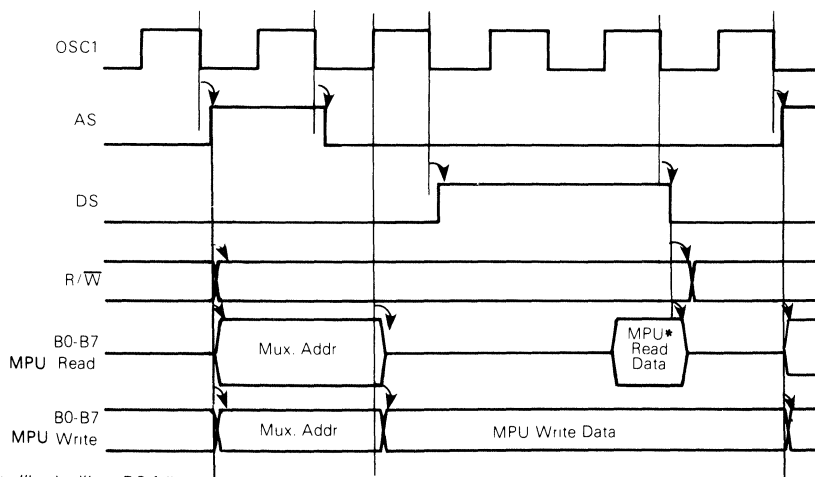 OSC1
AS
DS
R/W̅
B0-B7
MPU Read
Mux. Addr
MPU*
Read
Data
B0-B7
MPU Write
Mux. Addr
MPU Write Data